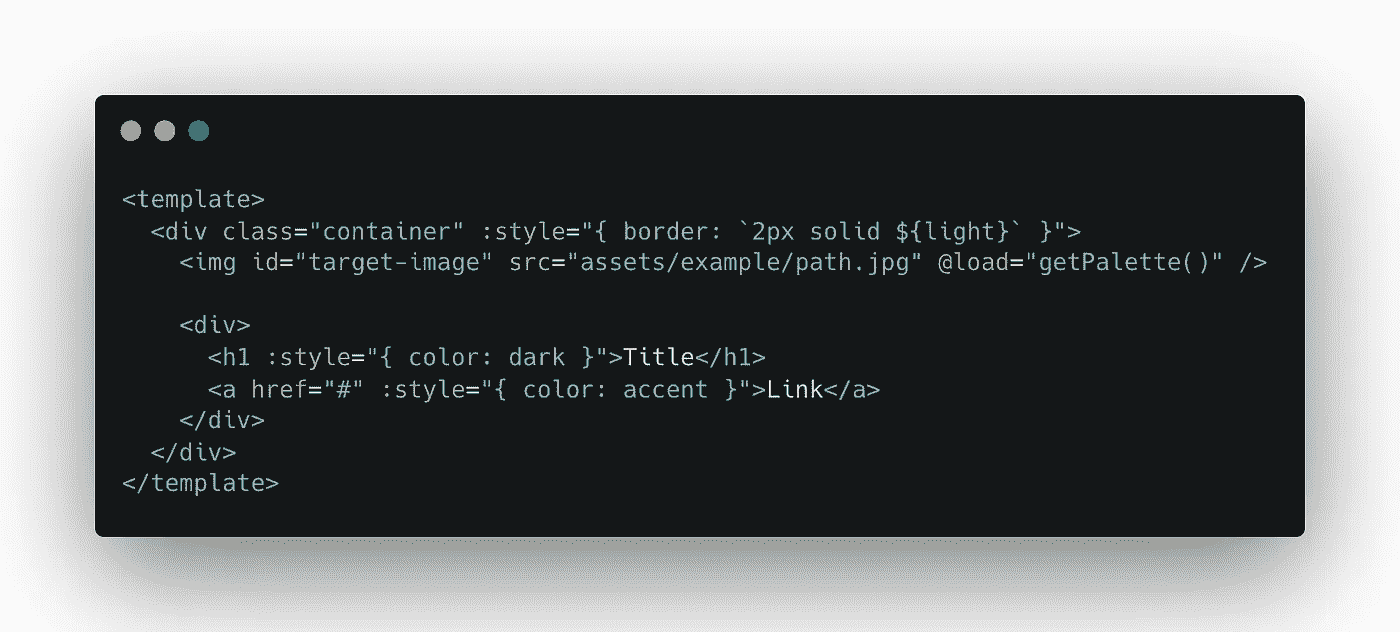 <template>
  <div class="container" :style="{ border: `2px solid ${light}` }">
    <img id="target-image" src="assets/example/path.jpg" @load="getPalette()" />

    <div>
      <h1 :style="{ color: dark }">Title</h1>
      <a href="#" :style="{ color: accent }">Link</a>
    </div>
  </div>
</template>